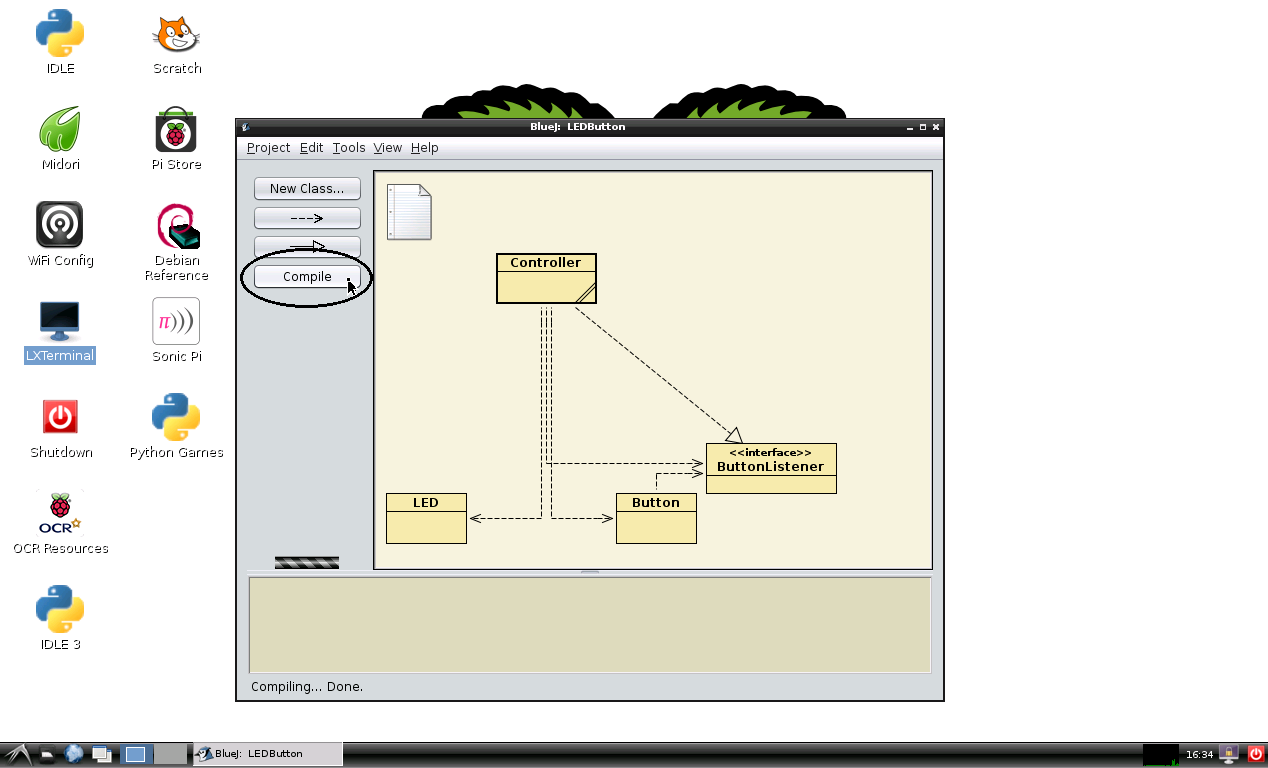 IDLE
Scratch
Midori
Pi Store
WiFi Config
Debian
Reference
LXTerminal
π)))
Sonic Pi
Shutdown
Python Games
OCR
OCR Resources
IDLE 3
BlueJ: LEDButton
Project Edit Tools View Help
New Class...
Compile
Controller
<<interface>>
ButtonListener
LED
Button
Compiling... Done.
BlueJ: LEDButton
16:34